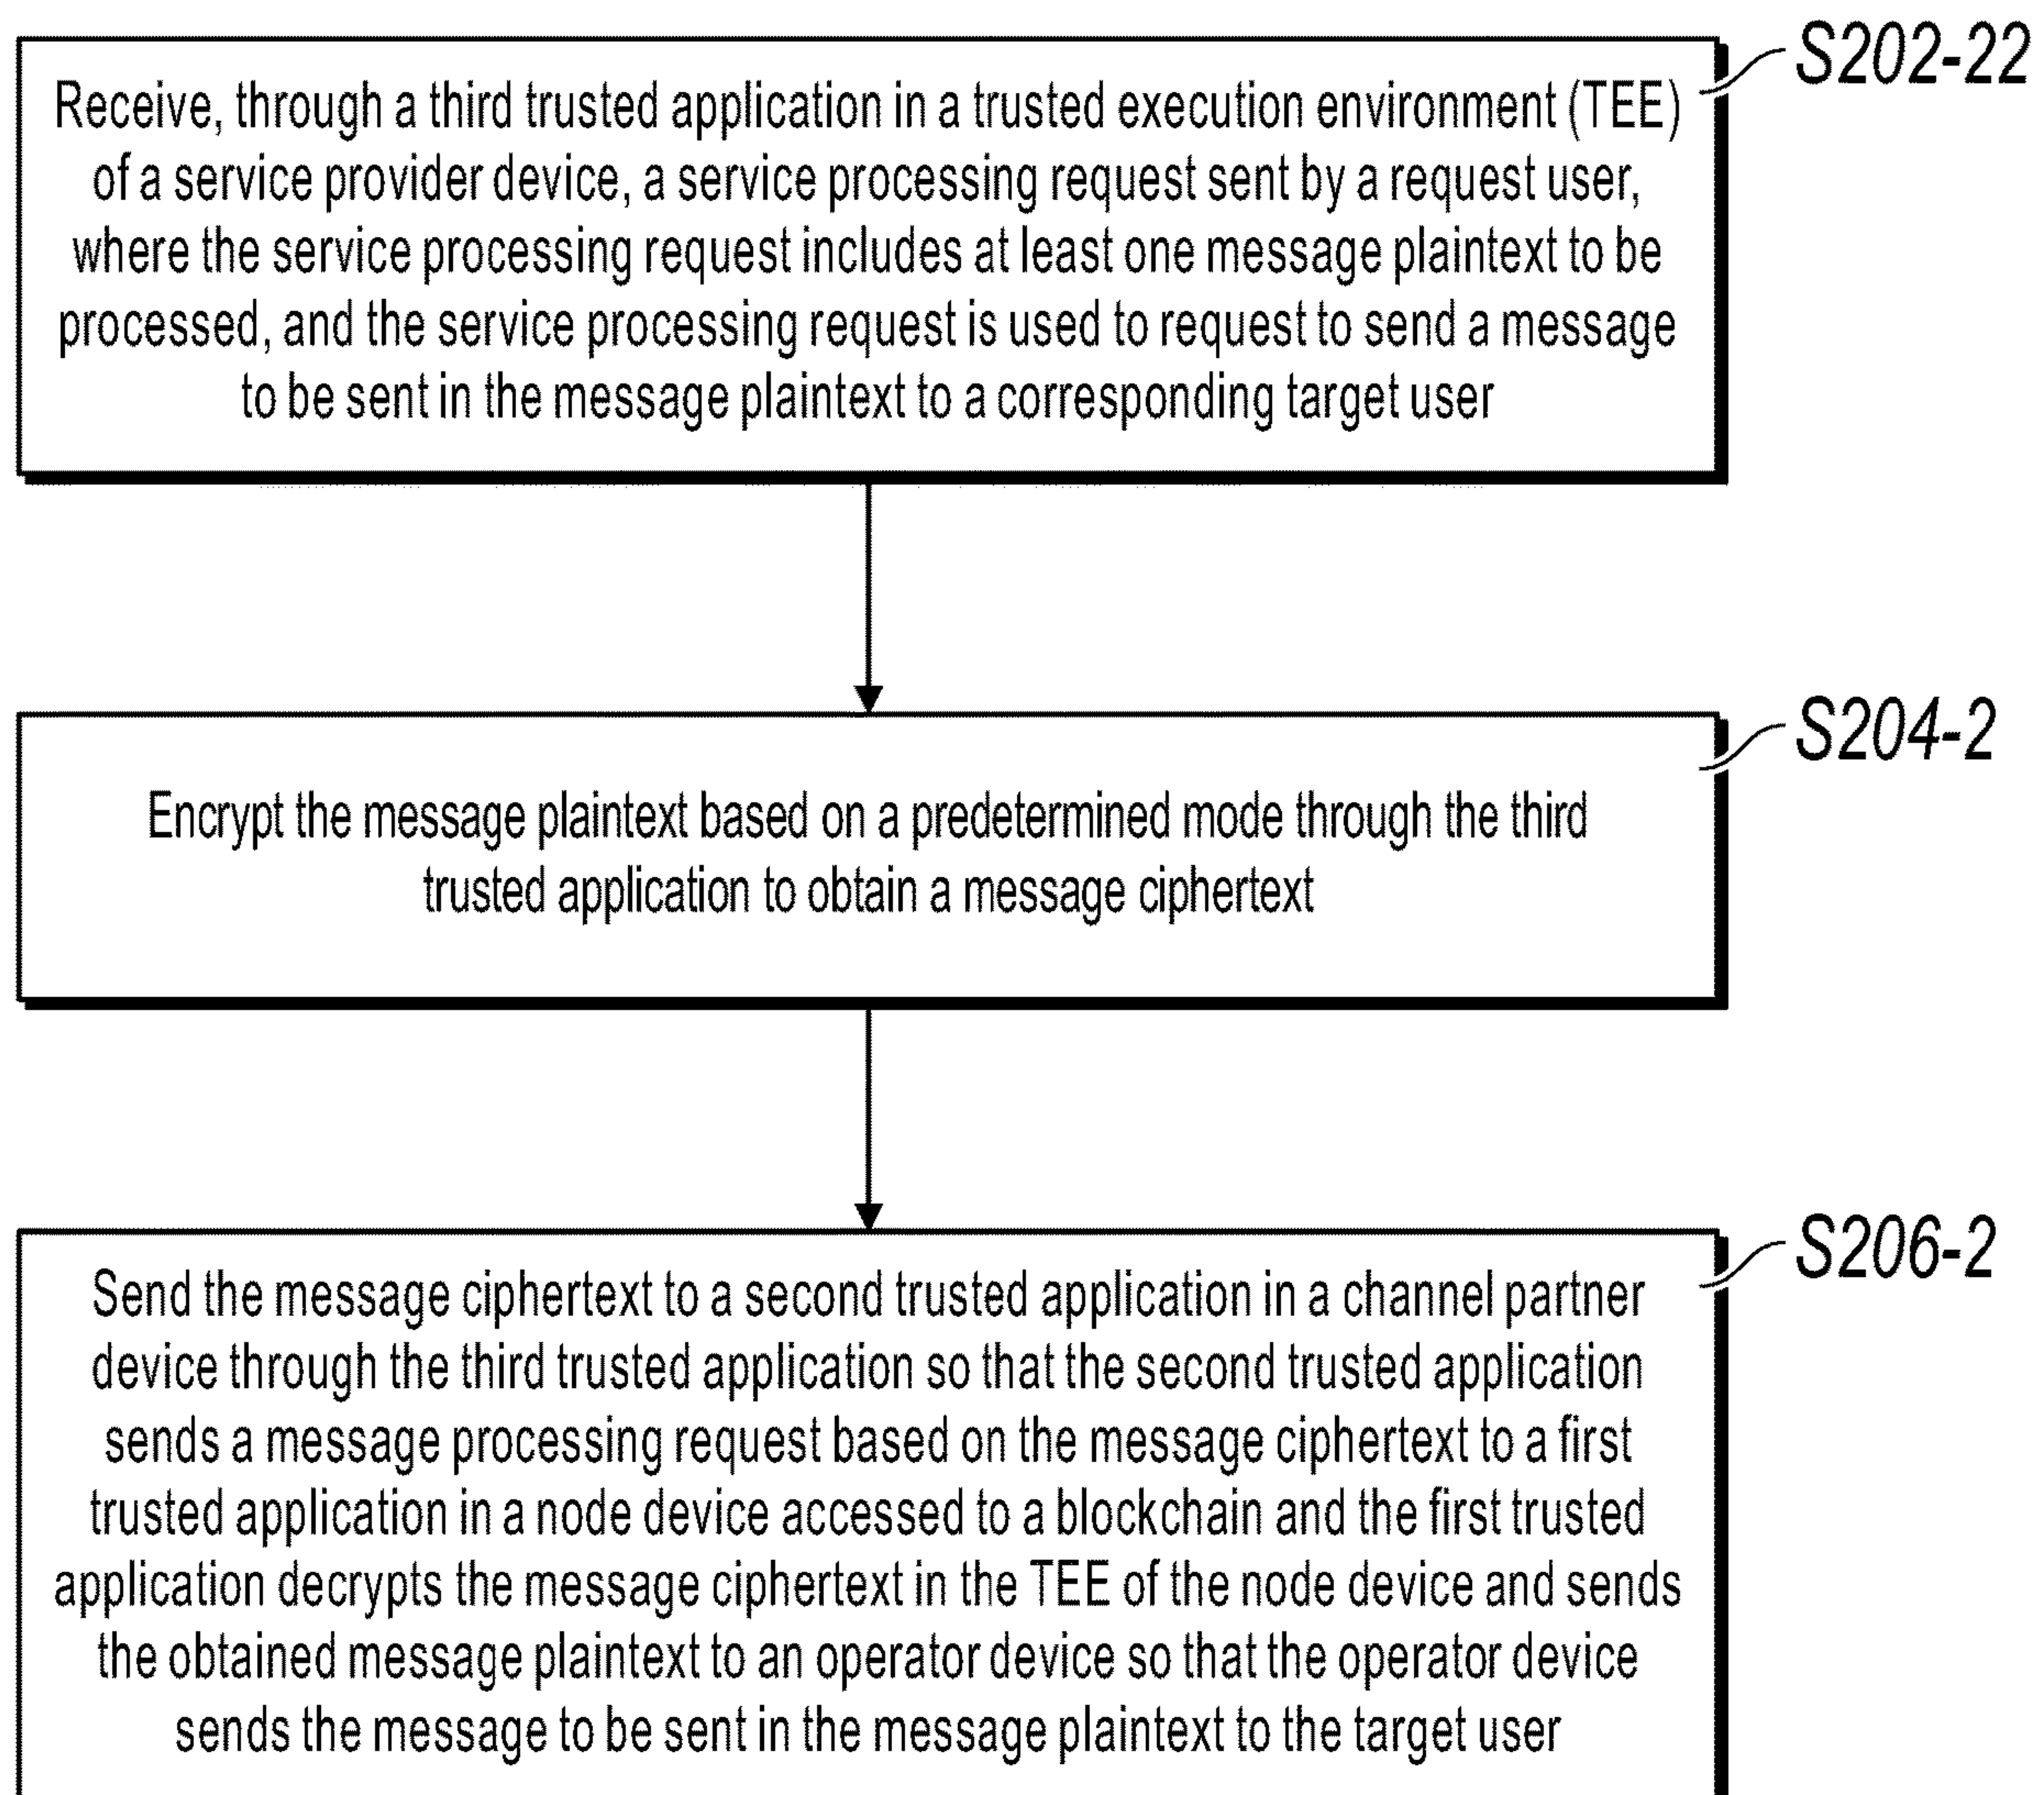 S202-22
Receive, through a third trusted application in a trusted execution environment (TEE)
of a service provider device, a service processing request sent by a request user,
where the service processing request includes at least one message plaintext to be
processed, and the service processing request is used to request to send a message
to be sent in the message plaintext to a corresponding target user
S204-2
Encrypt the message plaintext based on a predetermined mode through the third
trusted application to obtain a message ciphertext
S206-2
Send the message ciphertext to a second trusted application in a channel partner
device through the third trusted application so that the second trusted application
sends a message processing request based on the message ciphertext to a first
trusted application in a node device accessed to a blockchain and the first trusted
application decrypts the message ciphertext in the TEE of the node device and sends
the obtained message plaintext to an operator device so that the operator device
sends the message to be sent in the message plaintext to the target user